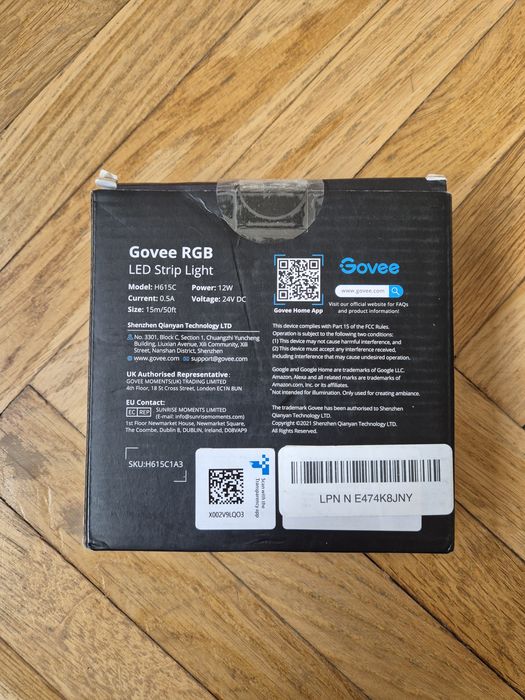 Govee RGB
LED Strip Light
Model: H615C Power: 12W
Current: 0.5A Voltage: 24V DC
Size: 15m/50ft
Shenzhen Qianyan Technology LTD
No. 3301, Block C, Section 1, Chuangzhi Yuncheng
Building, Liuxian Avenue, Xili Community, Xili
Street, Nanshan District, Shenzhen
www.govee.com support@govee.com
UK Authorised Representative:
GOVEE MOMENTS(UK) TRADING LIMITED
4th Floor, 18 St Cross Street, London EC1N 8UN
EU Contact:
EC REP SUNRISE MOMENTS LIMITED
(E-mail: info@sunrisemoments.com)
1st Floor Newmarket House, Newmarket Square,
The Coombe, Dublin 8, DUBLIN, Ireland, D08VAP9
SKU:H615C1A3
Govee Home App
Govee
www.govee.com
Visit our official website for FAQs
and product information!
This device complies with Part 15 of the FCC Rules.
Operation is subject to the following two conditions:
(1) This device may not cause harmful interference, and
(2) This device must accept any interference received,
including interference that may cause undesired operation.
Google and Google Home are trademarks of Google LLC.
Amazon, Alexa and all related marks are trademarks of
Amazon.com, Inc. or its affiliates.
*Not intended for illumination. Only used for creating ambiance.
The trademark Govee has been authorised to Shenzhen
Qianyan Technology LTD.
Copyright ©2021 Shenzhen Qianyan Technology LTD.
All Rights Reserved.
X002V9LQO3
Scan with the
Transparency app
LPN N E474K8JNY